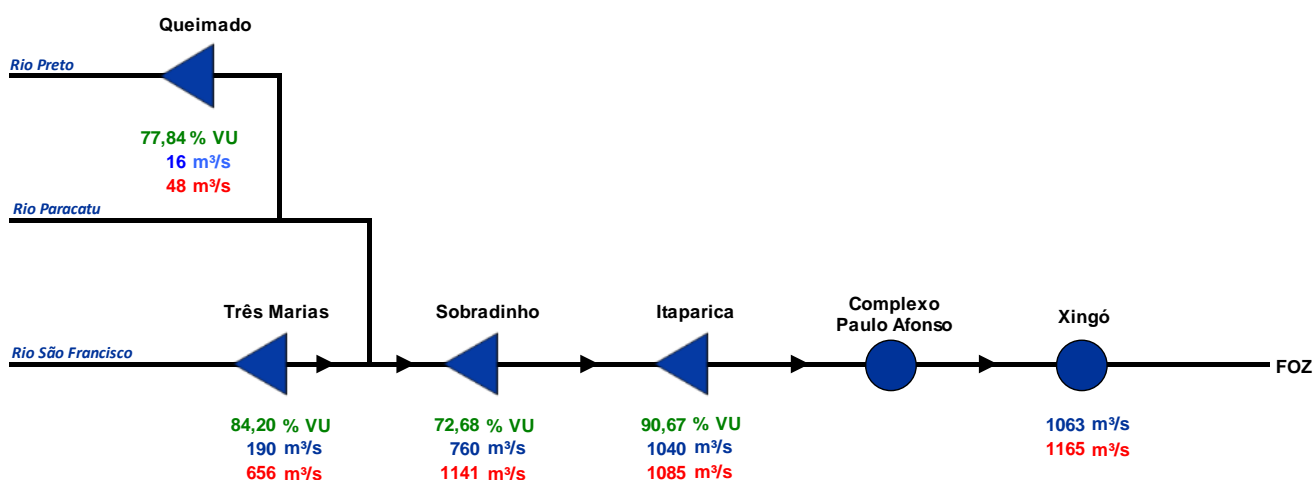 Queimado
Rio Preto
77,84 % VU
16 m³/s
48 m³/s
Rio Paracatu
Três Marias
Sobradinho
Itaparica
Complexo
Paulo Afonso
Xingó
Rio São Francisco
FOZ
84,20 % VU
190 m³/s
656 m³/s
72,68 % VU
760 m³/s
1141 m³/s
90,67 % VU
1040 m³/s
1085 m³/s
1063 m³/s
1165 m³/s